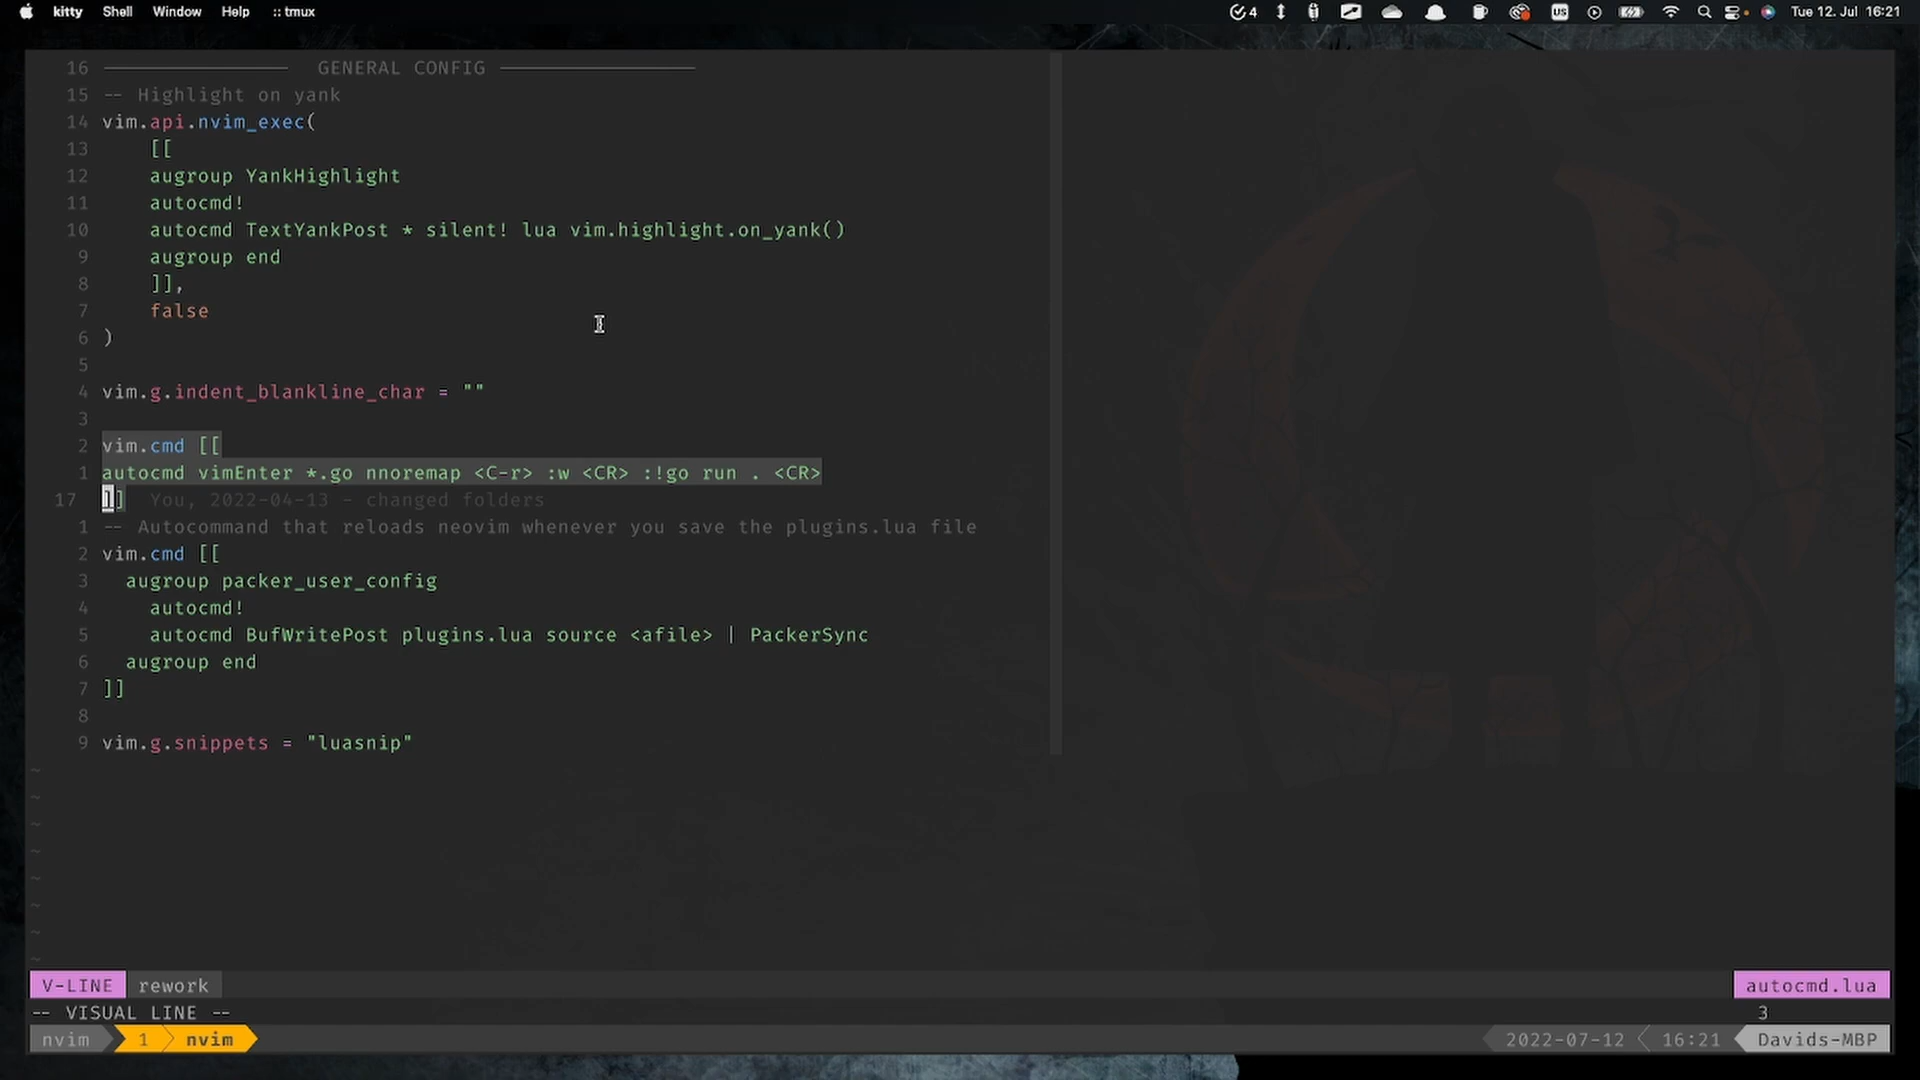 kitty Shell Window Help :: tmux 4 US Tue 12. Jul 16:21
16 GENERAL CONFIG
15 -- Highlight on yank
14 vim.api.nvim_exec(
13 [[
12 augroup YankHighlight
11 autocmd!
10 autocmd TextYankPost * silent! lua vim.highlight.on_yank()
9 augroup end
8 ]],
7 false
6 )
5
4 vim.g.indent_blankline_char = ""
3
2 vim.cmd [[
1 autocmd vimEnter *.go nnoremap <C-r> :w <CR> :!go run . <CR>
17 ]] You, 2022-04-13 - changed folders
1 -- Autocommand that reloads neovim whenever you save the plugins.lua file
2 vim.cmd [[
3 augroup packer_user_config
4 autocmd!
5 autocmd BufWritePost plugins.lua source <afile> | PackerSync
6 augroup end
7 ]]
8
9 vim.g.snippets = "luasnip"
~
~
~
~
~
~
~
~
V-LINE rework autocmd.lua
-- VISUAL LINE -- 3
nvim 1 nvim 2022-07-12 16:21 Davids-MBP